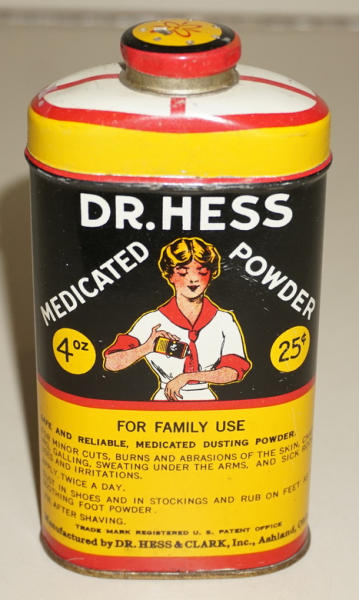 DR. HESS
MEDICATED POWDER
4 OZ
25¢
FOR FAMILY USE
AND RELIABLE, MEDICATED DUSTING POWDER.
MINOR CUTS, BURNS AND ABRASIONS OF THE SKIN,
GALLING, SWEATING UNDER THE ARMS, AND SICK
AND IRRITATIONS.
TWICE A DAY.
IN SHOES AND IN STOCKINGS AND RUB ON FEET
FOOT POWDER.
AFTER SHAVING.
TRADE MARK REGISTERED U. S. PATENT OFFICE
Manufactured by DR. HESS & CLARK, Inc., Ashland,